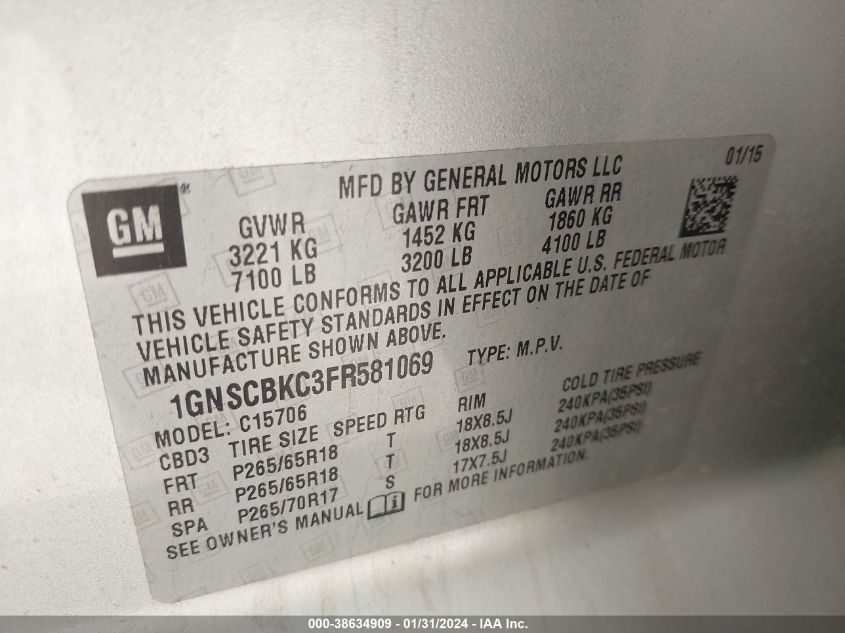 GM®
MFD BY GENERAL MOTORS LLC
01/15
GVWR GAWR FRT GAWR RR
3221 KG 1452 KG 1860 KG
7100 LB 3200 LB 4100 LB
THIS VEHICLE CONFORMS TO ALL APPLICABLE U.S. FEDERAL MOTOR
VEHICLE SAFETY STANDARDS IN EFFECT ON THE DATE OF
MANUFACTURE SHOWN ABOVE.
1GNSCBKC3FR581069 TYPE: M.P.V.
MODEL: C15706
CBD3 TIRE SIZE SPEED RTG RIM COLD TIRE PRESSURE
FRT P265/65R18 T 18X8.5J 240KPA(35PSI)
RR P265/65R18 T 18X8.5J 240KPA(35PSI)
SPA P265/70R17 S 17X7.5J 240KPA(35PSI)
SEE OWNER'S MANUAL FOR MORE INFORMATION.
000-38634909 - 01/31/2024 - IAA Inc.